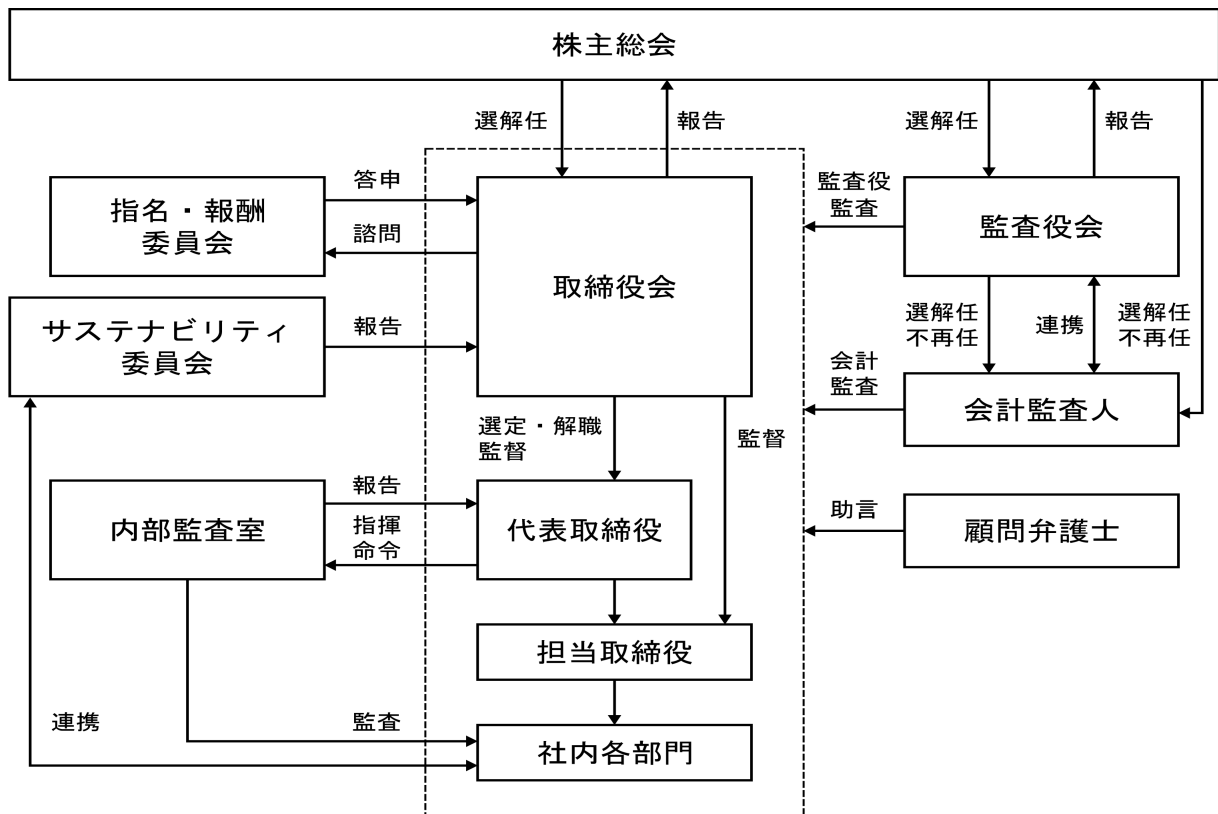 株主総会
選解任
報告
選解任
報告
答申
指名・報酬
委員会
諮問
取締役会
監査役
監査
監査役会
サステナビリティ
委員会
報告
選解任
不再任
連携
選解任
不再任
会計
監査
会計監査人
選定・解職
監督
監督
内部監査室
報告
指揮
命令
代表取締役
助言
顧問弁護士
担当取締役
連携
監査
社内各部門